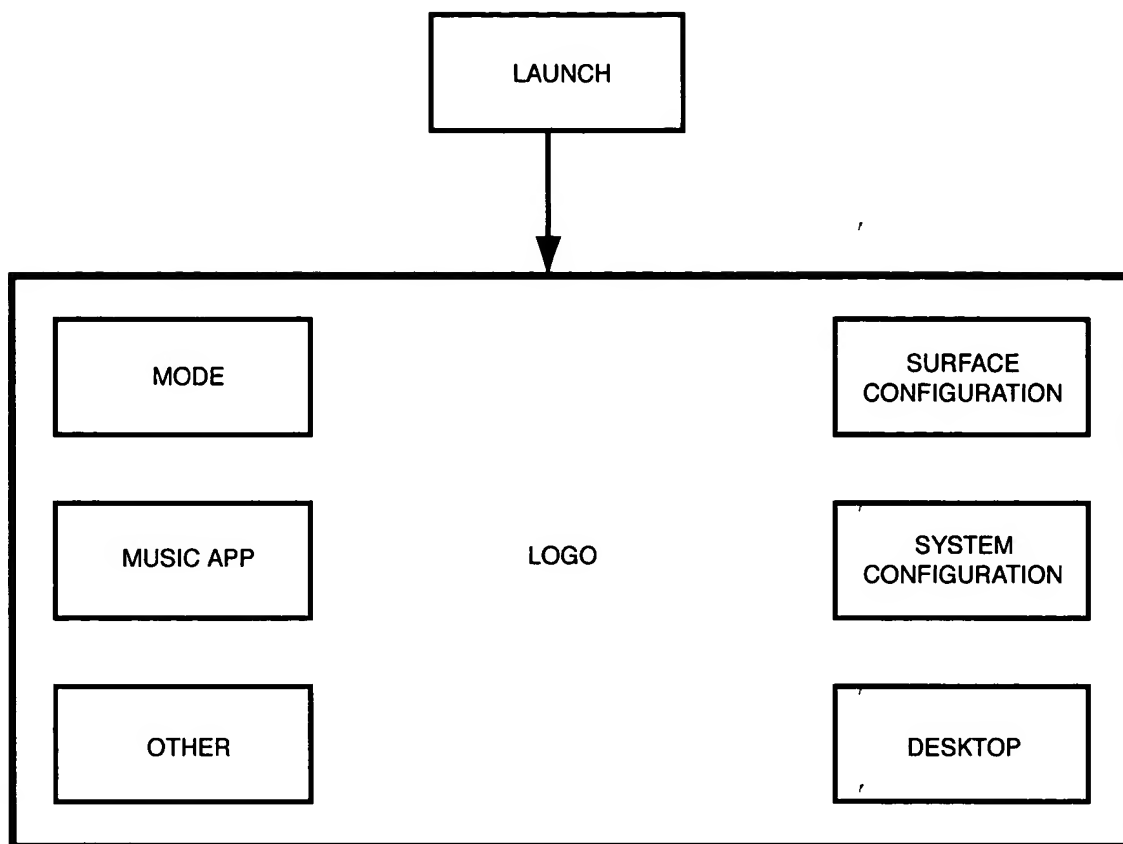 LAUNCH
MODE
SURFACE
CONFIGURATION
MUSIC APP
LOGO
SYSTEM
CONFIGURATION
OTHER
DESKTOP